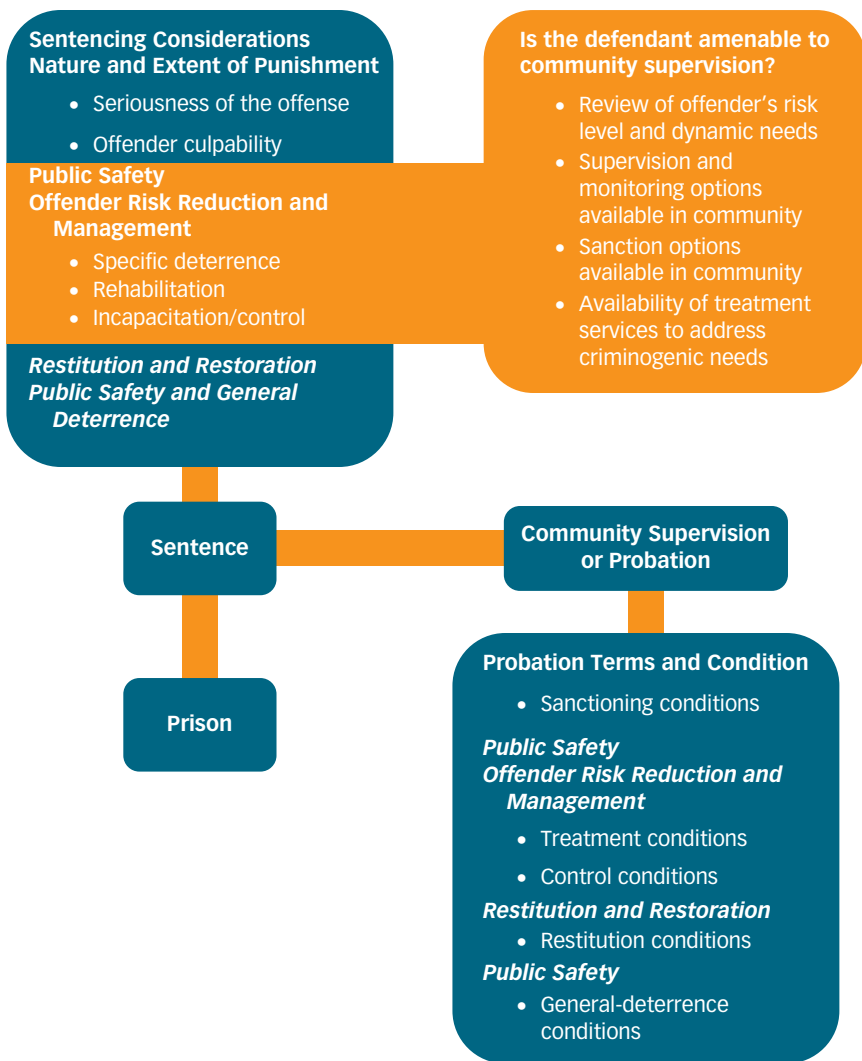 Sentencing Considerations
Nature and Extent of Punishment
• Seriousness of the offense
• Offender culpability
Public Safety
Offender Risk Reduction and
Management
• Specific deterrence
• Rehabilitation
• Incapacitation/control
Restitution and Restoration
Public Safety and General
Deterrence
Is the defendant amenable to
community supervision?
• Review of offender’s risk
level and dynamic needs
• Supervision and
monitoring options
available in community
• Sanction options
available in community
• Availability of treatment
services to address
criminogenic needs
Sentence
Community Supervision
or Probation
Prison
Probation Terms and Condition
• Sanctioning conditions
Public Safety
Offender Risk Reduction and
Management
• Treatment conditions
• Control conditions
Restitution and Restoration
• Restitution conditions
Public Safety
• General-deterrence
conditions